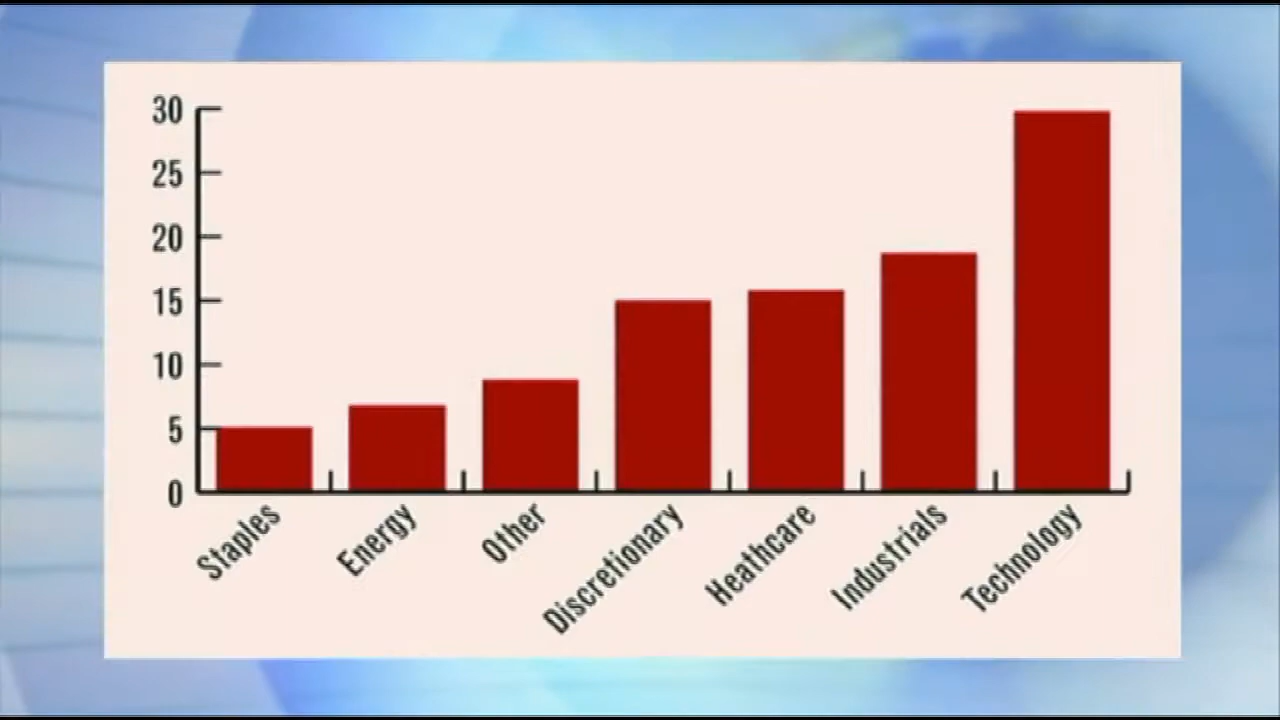 30
25
20
15
10
5
0
Staples
Energy
Other
Discretionary
Heathcare
Industrials
Technology